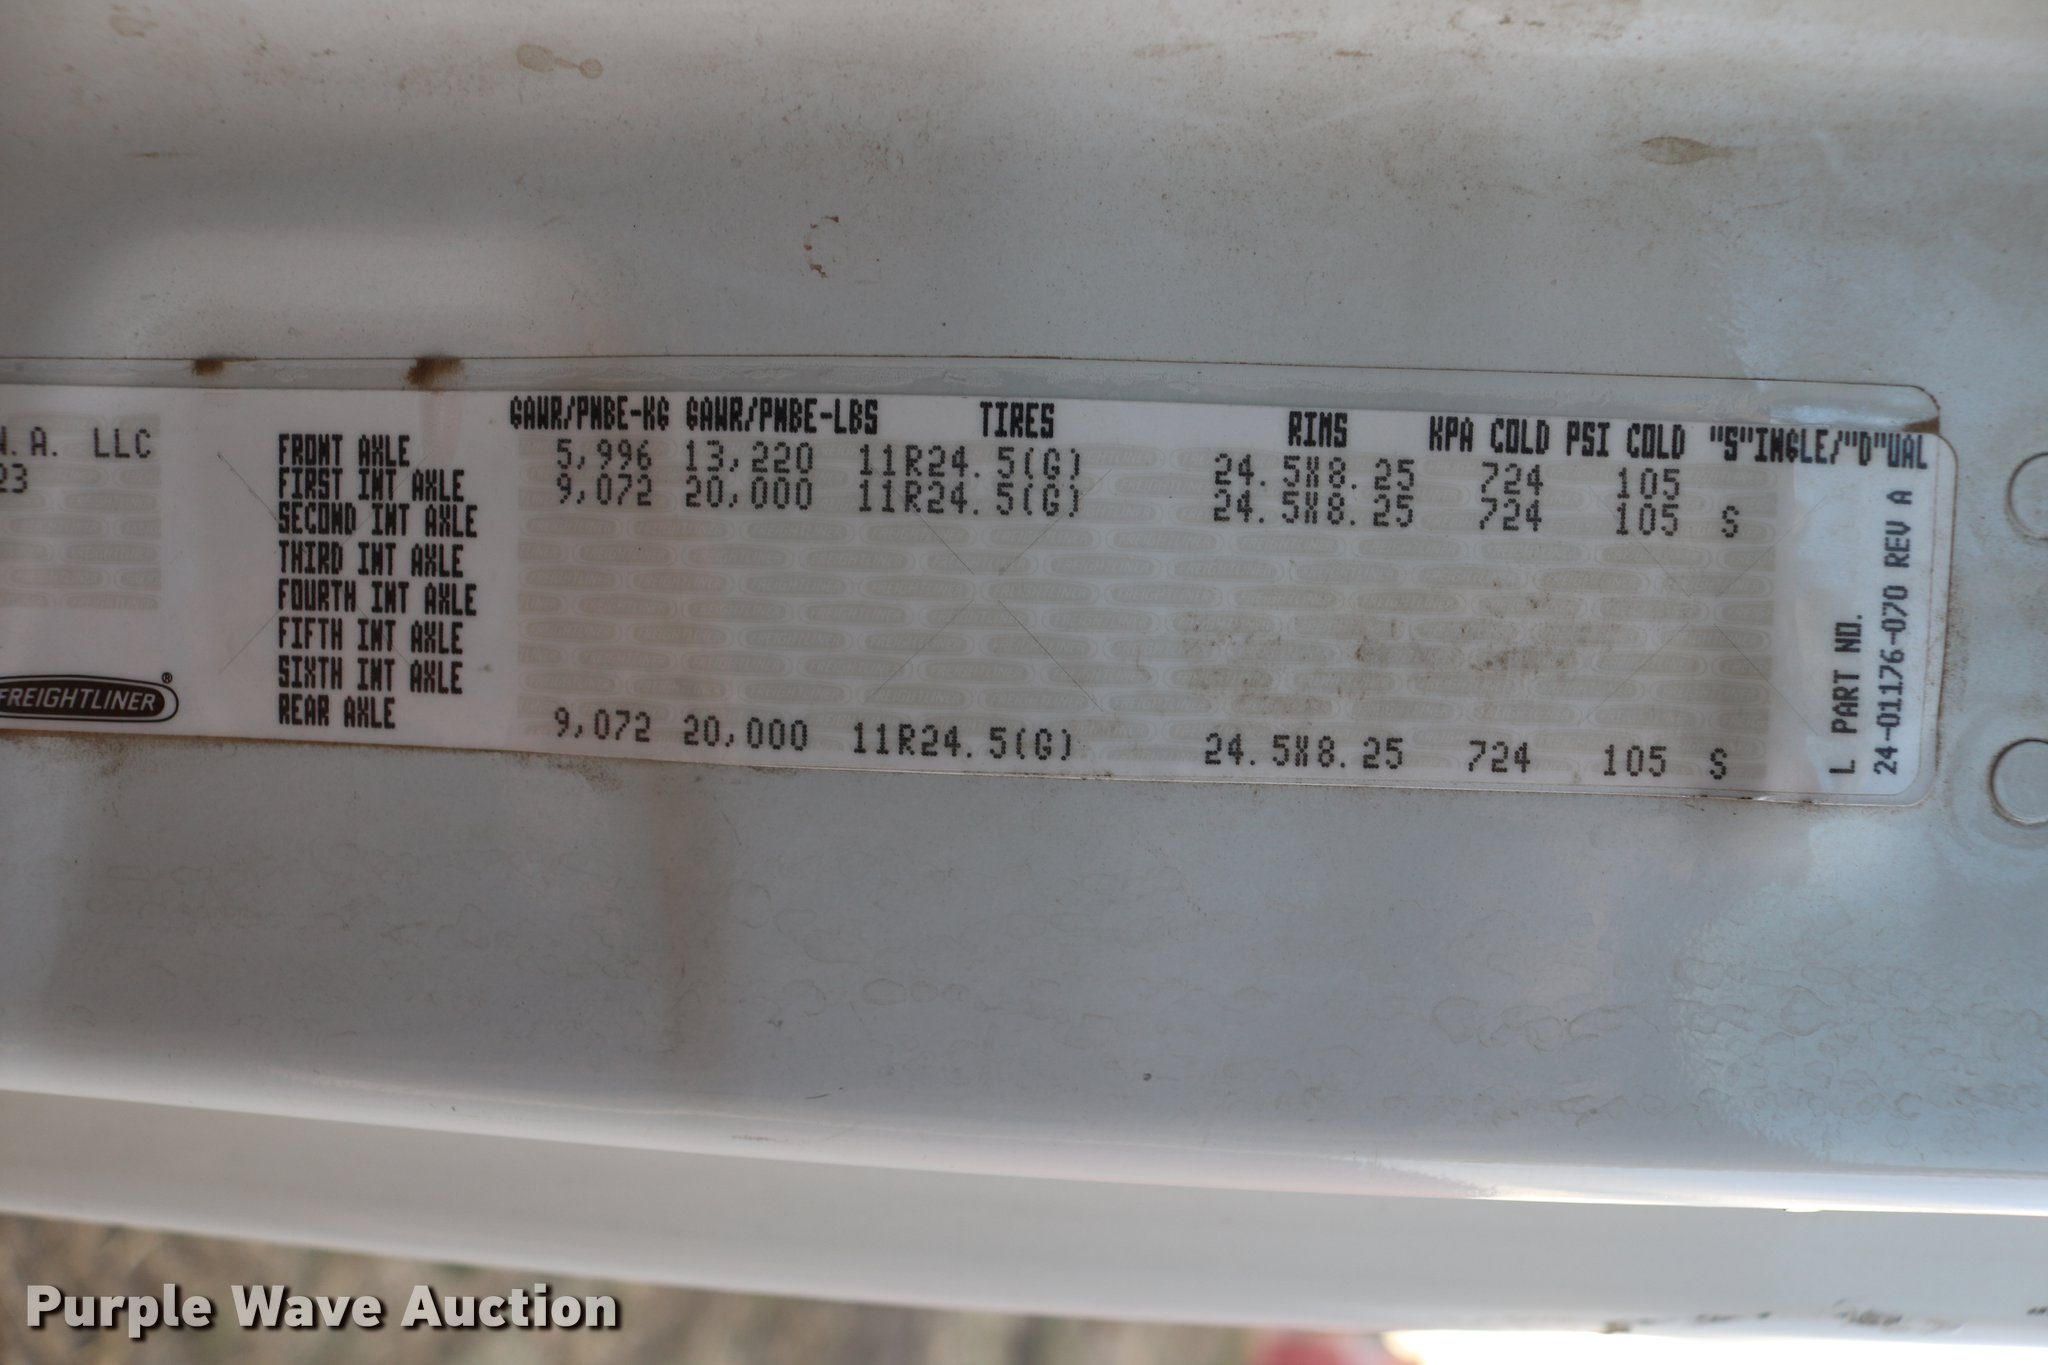 GAWR/PNBE-KG GAWR/PNBE-LBS TIRES RIMS KPA COLD PSI COLD "S"INGLE/"D"UAL
N.A. LLC
23
FRONT AXLE 5,996 13,220 11R24.5(G) 24.5X8.25 724 105
FIRST INT AXLE 9,072 20,000 11R24.5(G) 24.5X8.25 724 105 S
SECOND INT AXLE
THIRD INT AXLE
FOURTH INT AXLE
FIFTH INT AXLE
SIXTH INT AXLE
REAR AXLE 9,072 20,000 11R24.5(G) 24.5X8.25 724 105 S
FREIGHTLINER®
L PART NO.
24-01176-070 REV A
Purple Wave Auction